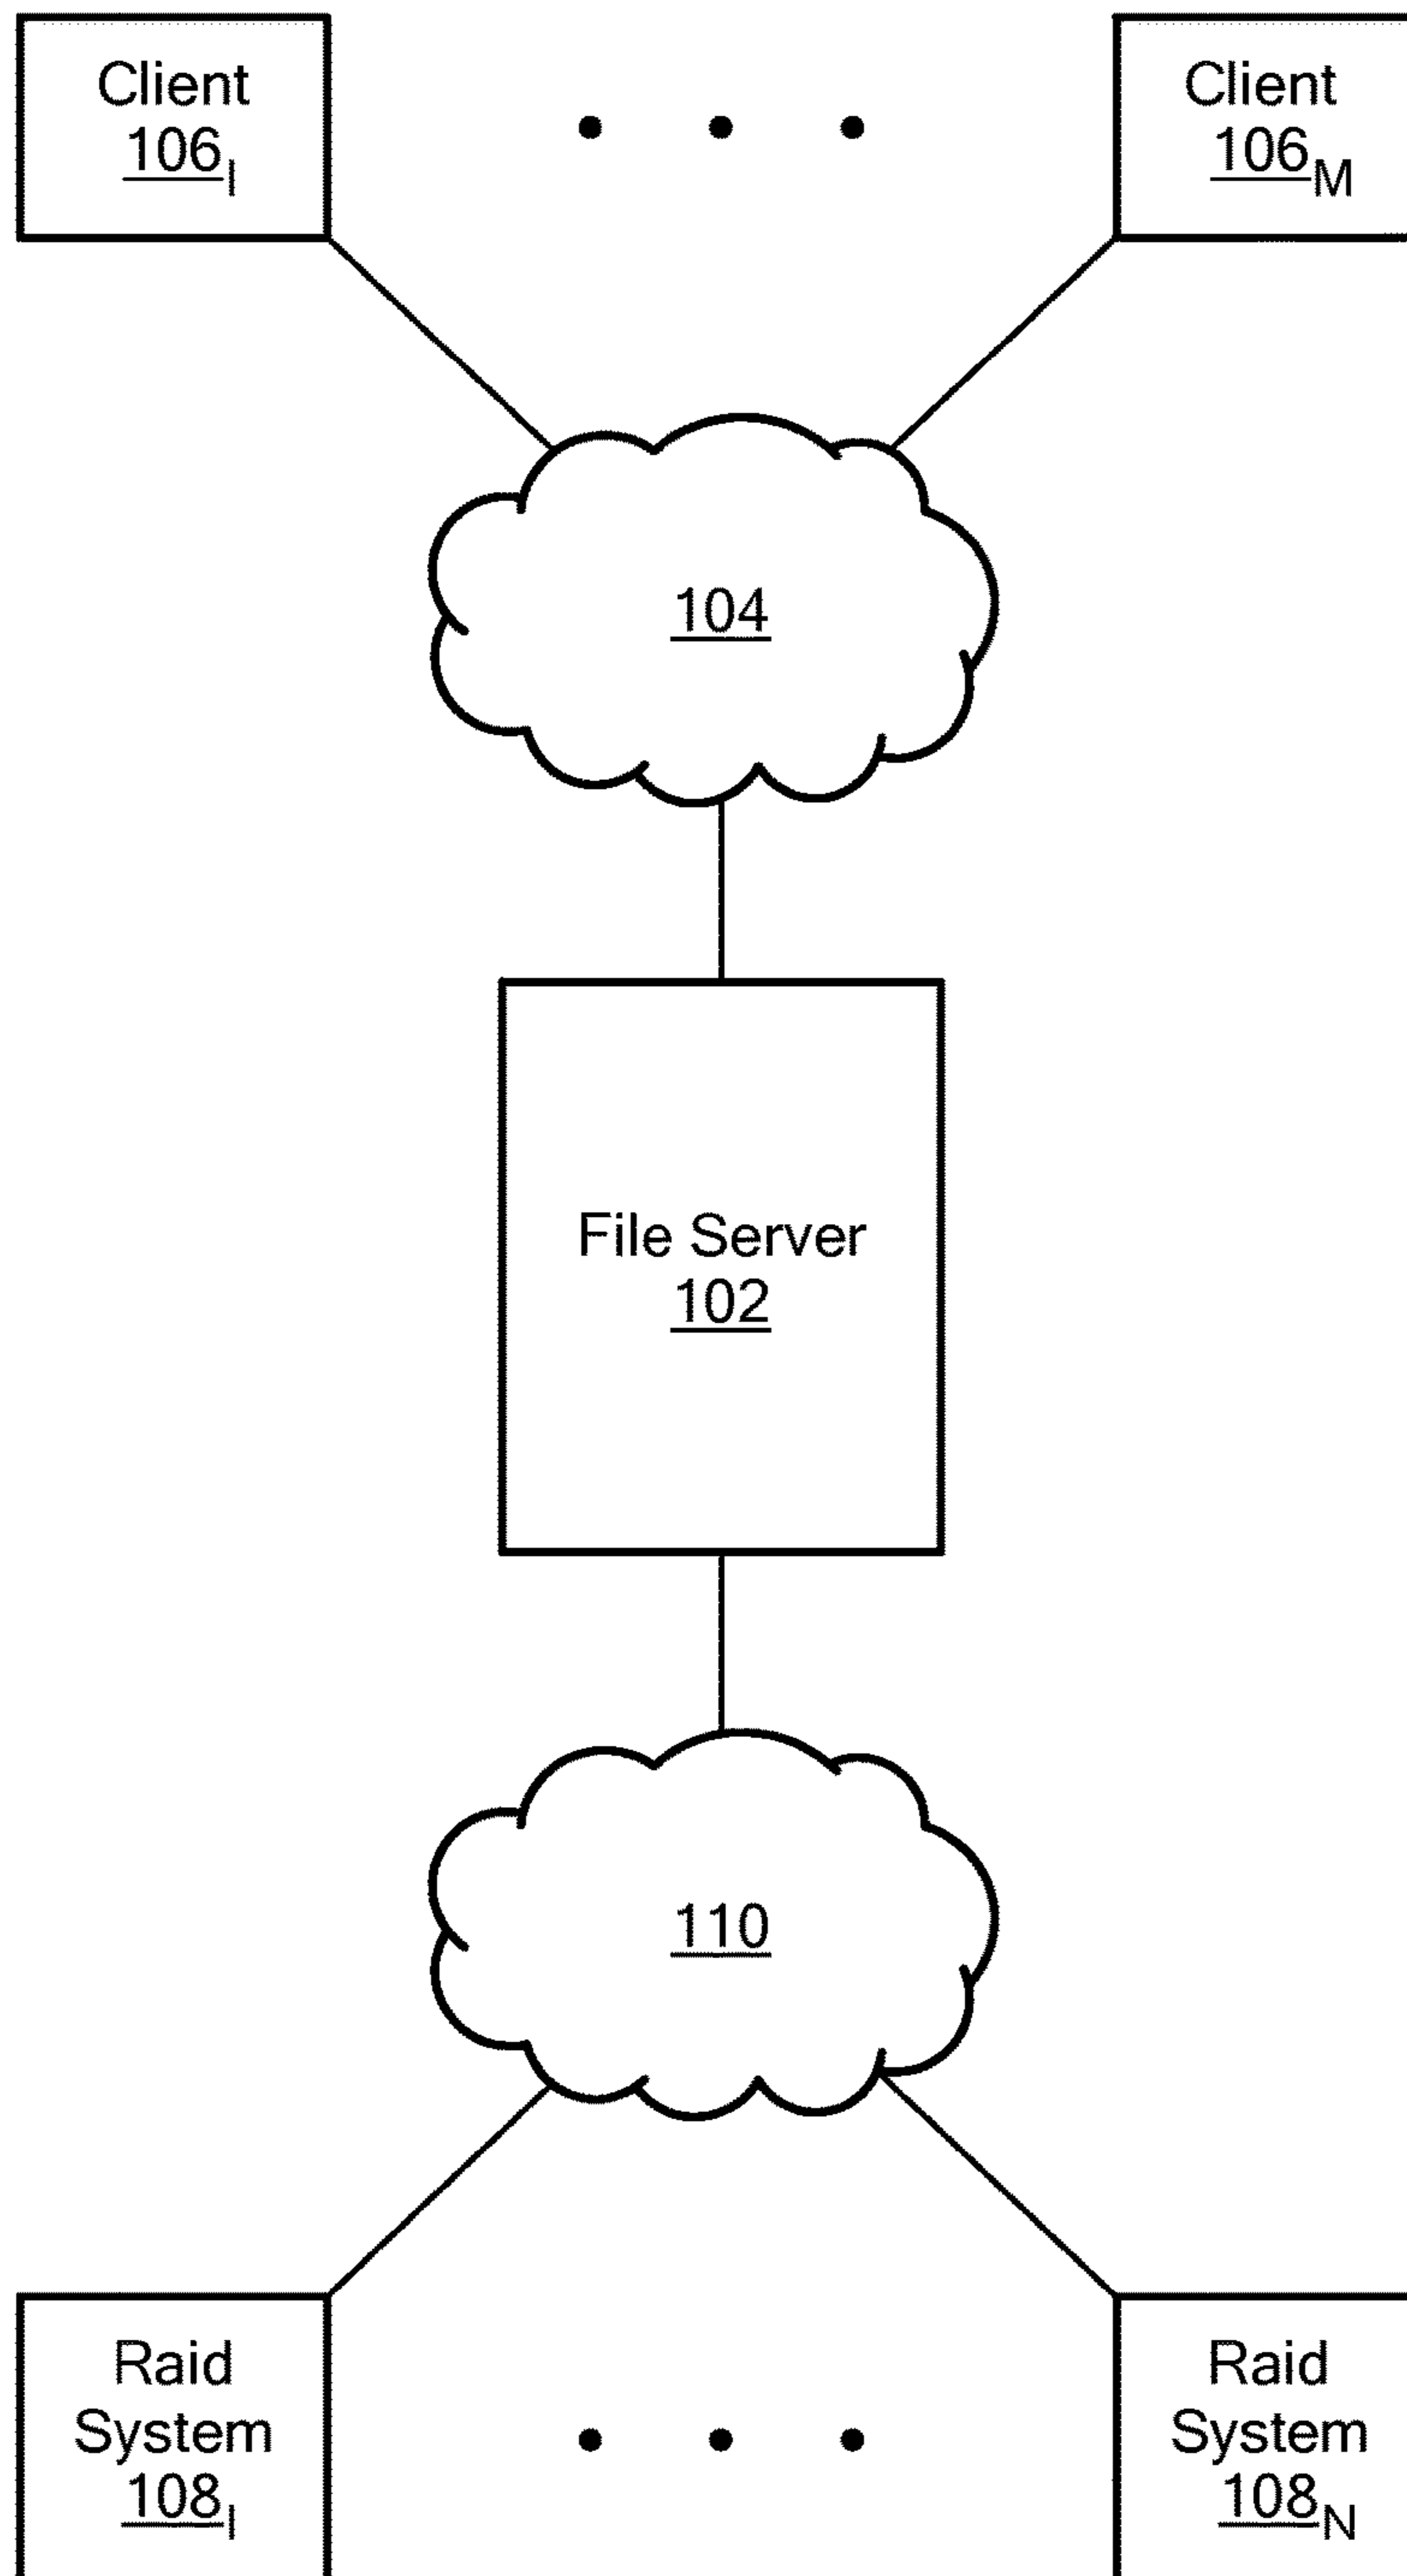 Client
106I
Client
106M
104
File Server
102
110
Raid
System
108I
Raid
System
108N